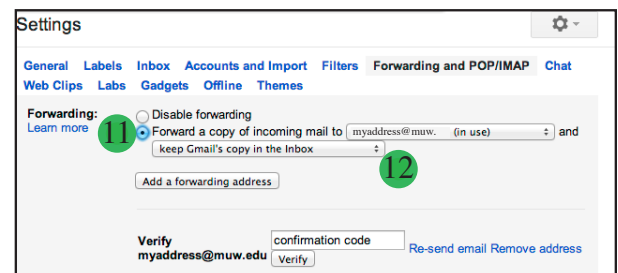 Settings
General Labels Inbox Accounts and Import Filters Forwarding and POP/IMAP Chat
Web Clips Labs Gadgets Offline Themes
Forwarding: Disable forwarding
Learn more 11 Forward a copy of incoming mail to myaddress@muw. (in use) and
keep Gmail's copy in the Inbox 12
Add a forwarding address
Verify confirmation code
myaddress@muw.edu Verify Re-send email Remove address